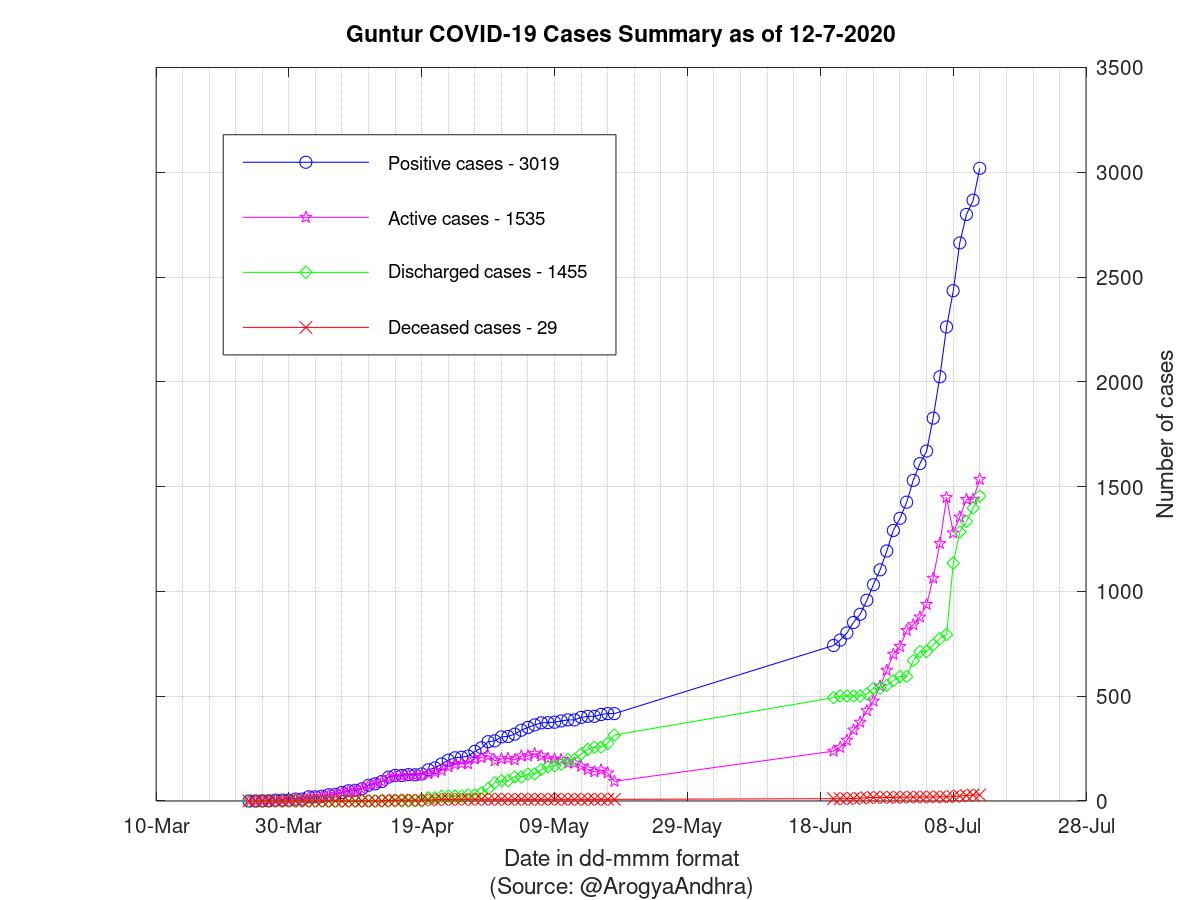 Guntur COVID-19 Cases Summary as of 12-7-2020
Positive cases - 3019
Active cases - 1535
Discharged cases - 1455
Deceased cases - 29
3500
3000
2500
2000
1500
1000
500
0
Number of cases
10-Mar 30-Mar 19-Apr 09-May 29-May 18-Jun 08-Jul 28-Jul
Date in dd-mmm format
(Source: @ArogyaAndhra)